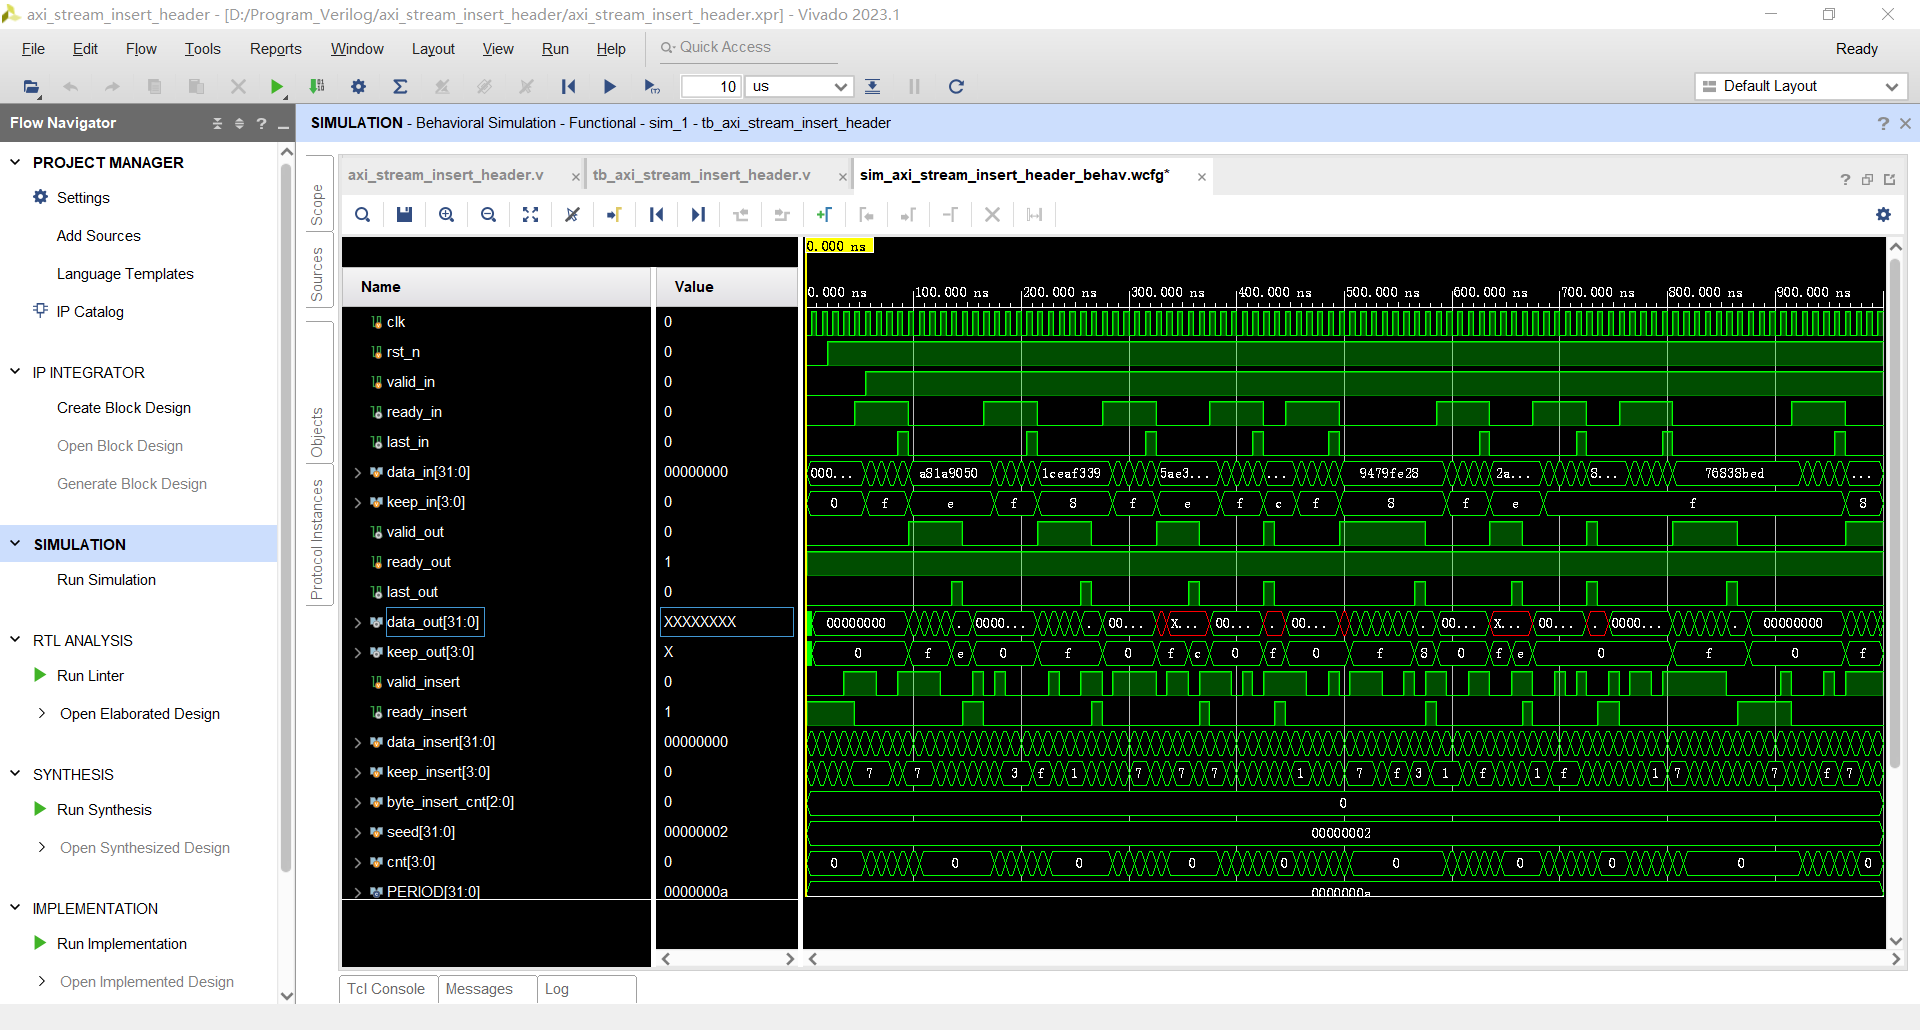 axi_stream_insert_header - [D:/Program_Verilog/axi_stream_insert_header/axi_stream_insert_header.xpr] - Vivado 2023.1
File Edit Flow Tools Reports Window Layout View Run Help Quick Access Ready
10 us Default Layout
Flow Navigator
SIMULATION - Behavioral Simulation - Functional - sim_1 - tb_axi_stream_insert_header
PROJECT MANAGER
Settings
Add Sources
Language Templates
IP Catalog
IP INTEGRATOR
Create Block Design
Open Block Design
Generate Block Design
SIMULATION
Run Simulation
RTL ANALYSIS
Run Linter
Open Elaborated Design
SYNTHESIS
Run Synthesis
Open Synthesized Design
IMPLEMENTATION
Run Implementation
Open Implemented Design
Scope
Sources
Objects
Protocol Instances
axi_stream_insert_header.v
tb_axi_stream_insert_header.v
sim_axi_stream_insert_header_behav.wcfg*
0.000 ns
Name Value
0.000 ns 100.000 ns 200.000 ns 300.000 ns 400.000 ns 500.000 ns 600.000 ns 700.000 ns 800.000 ns 900.000 ns
clk 0
rst_n 0
valid_in 0
ready_in 0
last_in 0
data_in[31:0] 00000000 000... a81a9050 1ceaf339 5ae3... ... 9479fe28 2a... 8... 76838bed ...
keep_in[3:0] 0 0 f e f 8 f e f c f 8 f e f 8
valid_out 0
ready_out 1
last_out 0
data_out[31:0] XXXXXXXX 00000000 . 0000... . 00... X... 00... . 00... . 00... X... 00... . 0000... . 00000000
keep_out[3:0] X 0 f e 0 f 0 f c 0 f 0 f 8 0 f e 0 f 0 f
valid_insert 0
ready_insert 1
data_insert[31:0] 00000000
keep_insert[3:0] 0 7 7 3 f 1 7 7 7 1 7 f 3 1 f 1 f 1 7 7 f 7
byte_insert_cnt[2:0] 0 0
seed[31:0] 00000002 00000002
cnt[3:0] 0 0 0 0 0 0 0 0 0 0 0
PERIOD[31:0] 0000000a 0000000a
Tcl Console Messages Log